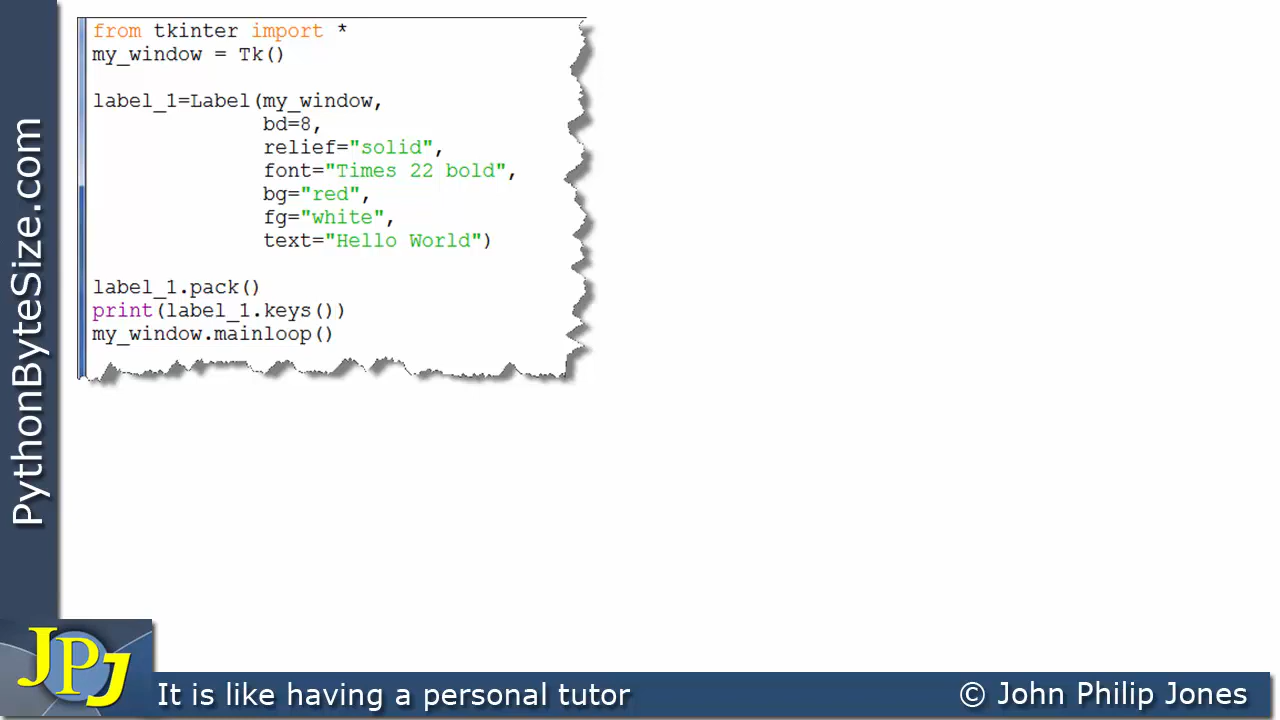 from tkinter import *
my_window = Tk()
label_1=Label(my_window,
bd=8,
relief="solid",
font="Times 22 bold",
bg="red",
fg="white",
text="Hello World")
label_1.pack()
print(label_1.keys())
my_window.mainloop()
PythonByteSize.com
JPJ
It is like having a personal tutor
© John Philip Jones